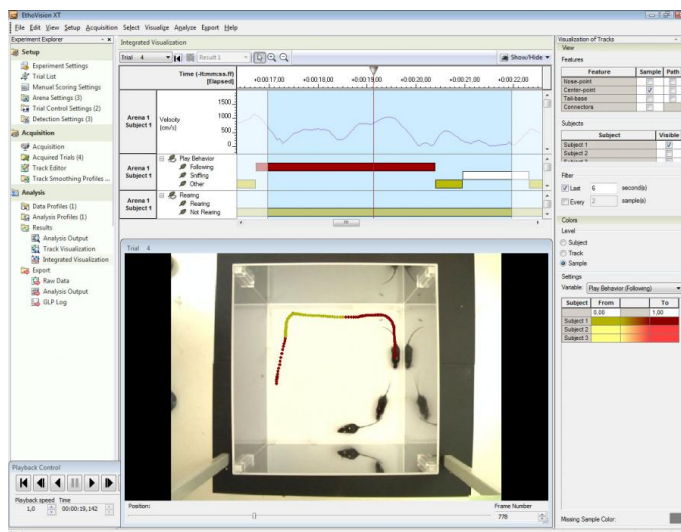 EthoVision XT
File Edit View Setup Acquisition Select Visualize Analyze Export Help
Experiment Explorer
Setup
Experiment Settings
Trial List
Manual Scoring Settings
Arena Settings (3)
Trial Control Settings (2)
Detection Settings (3)
Acquisition
Acquisition
Acquired Trials (4)
Track Editor
Track Smoothing Profiles ...
Analysis
Data Profiles (1)
Analysis Profiles (1)
Results
Analysis Output
Track Visualization
Integrated Visualization
Export
Raw Data
Analysis Output
GLP Log
Playback Control
Playback speed Time
1,0 00:00:19,142
Integrated Visualization
Trial 4 Result 1 Show/Hide
Time (-H:mm:ss.ff)
[Elapsed]
+0:00:17,00 +0:00:18,00 +0:00:19,00 +0:00:20,00 +0:00:21,00 +0:00:22,00
Arena 1
Subject 1
Velocity
(cm/s)
1500
1000
500
0
Arena 1
Subject 1
Play Behavior
Following
Sniffing
Other
Arena 1
Subject 1
Rearing
Rearing
Not Rearing
Trial 4
Position:
Frame Number
778
Visualization of Tracks
View
Features
Feature Sample Path
Nose-point
Center-point
Tail-base
Connectors
Subjects
Subject Visible
Subject 1
Subject 2
Filter
Last 6 second(s)
Every 2 sample(s)
Colors
Level
Subject
Track
Sample
Settings
Variable: Play Behavior (Following)
Subject From To
0,00 1,00
Subject 1
Subject 2
Subject 3
Missing Sample Color: